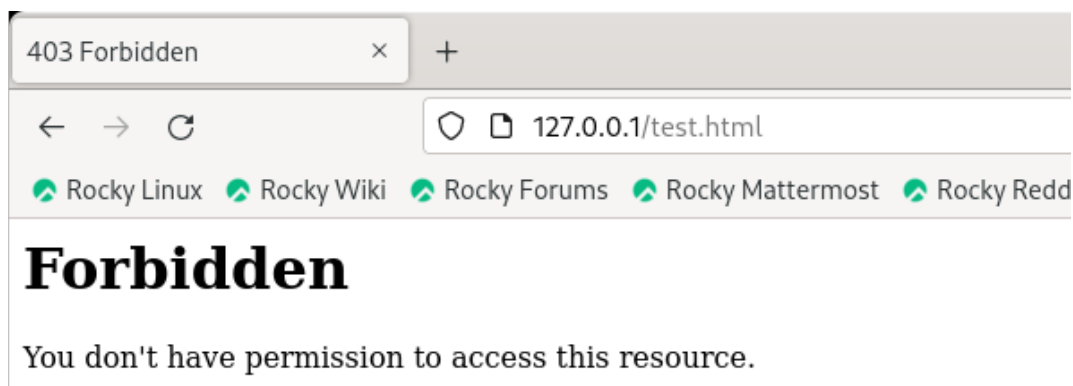 403 Forbidden
127.0.0.1/test.html
Rocky Linux Rocky Wiki Rocky Forums Rocky Mattermost Rocky Redd
Forbidden
You don't have permission to access this resource.